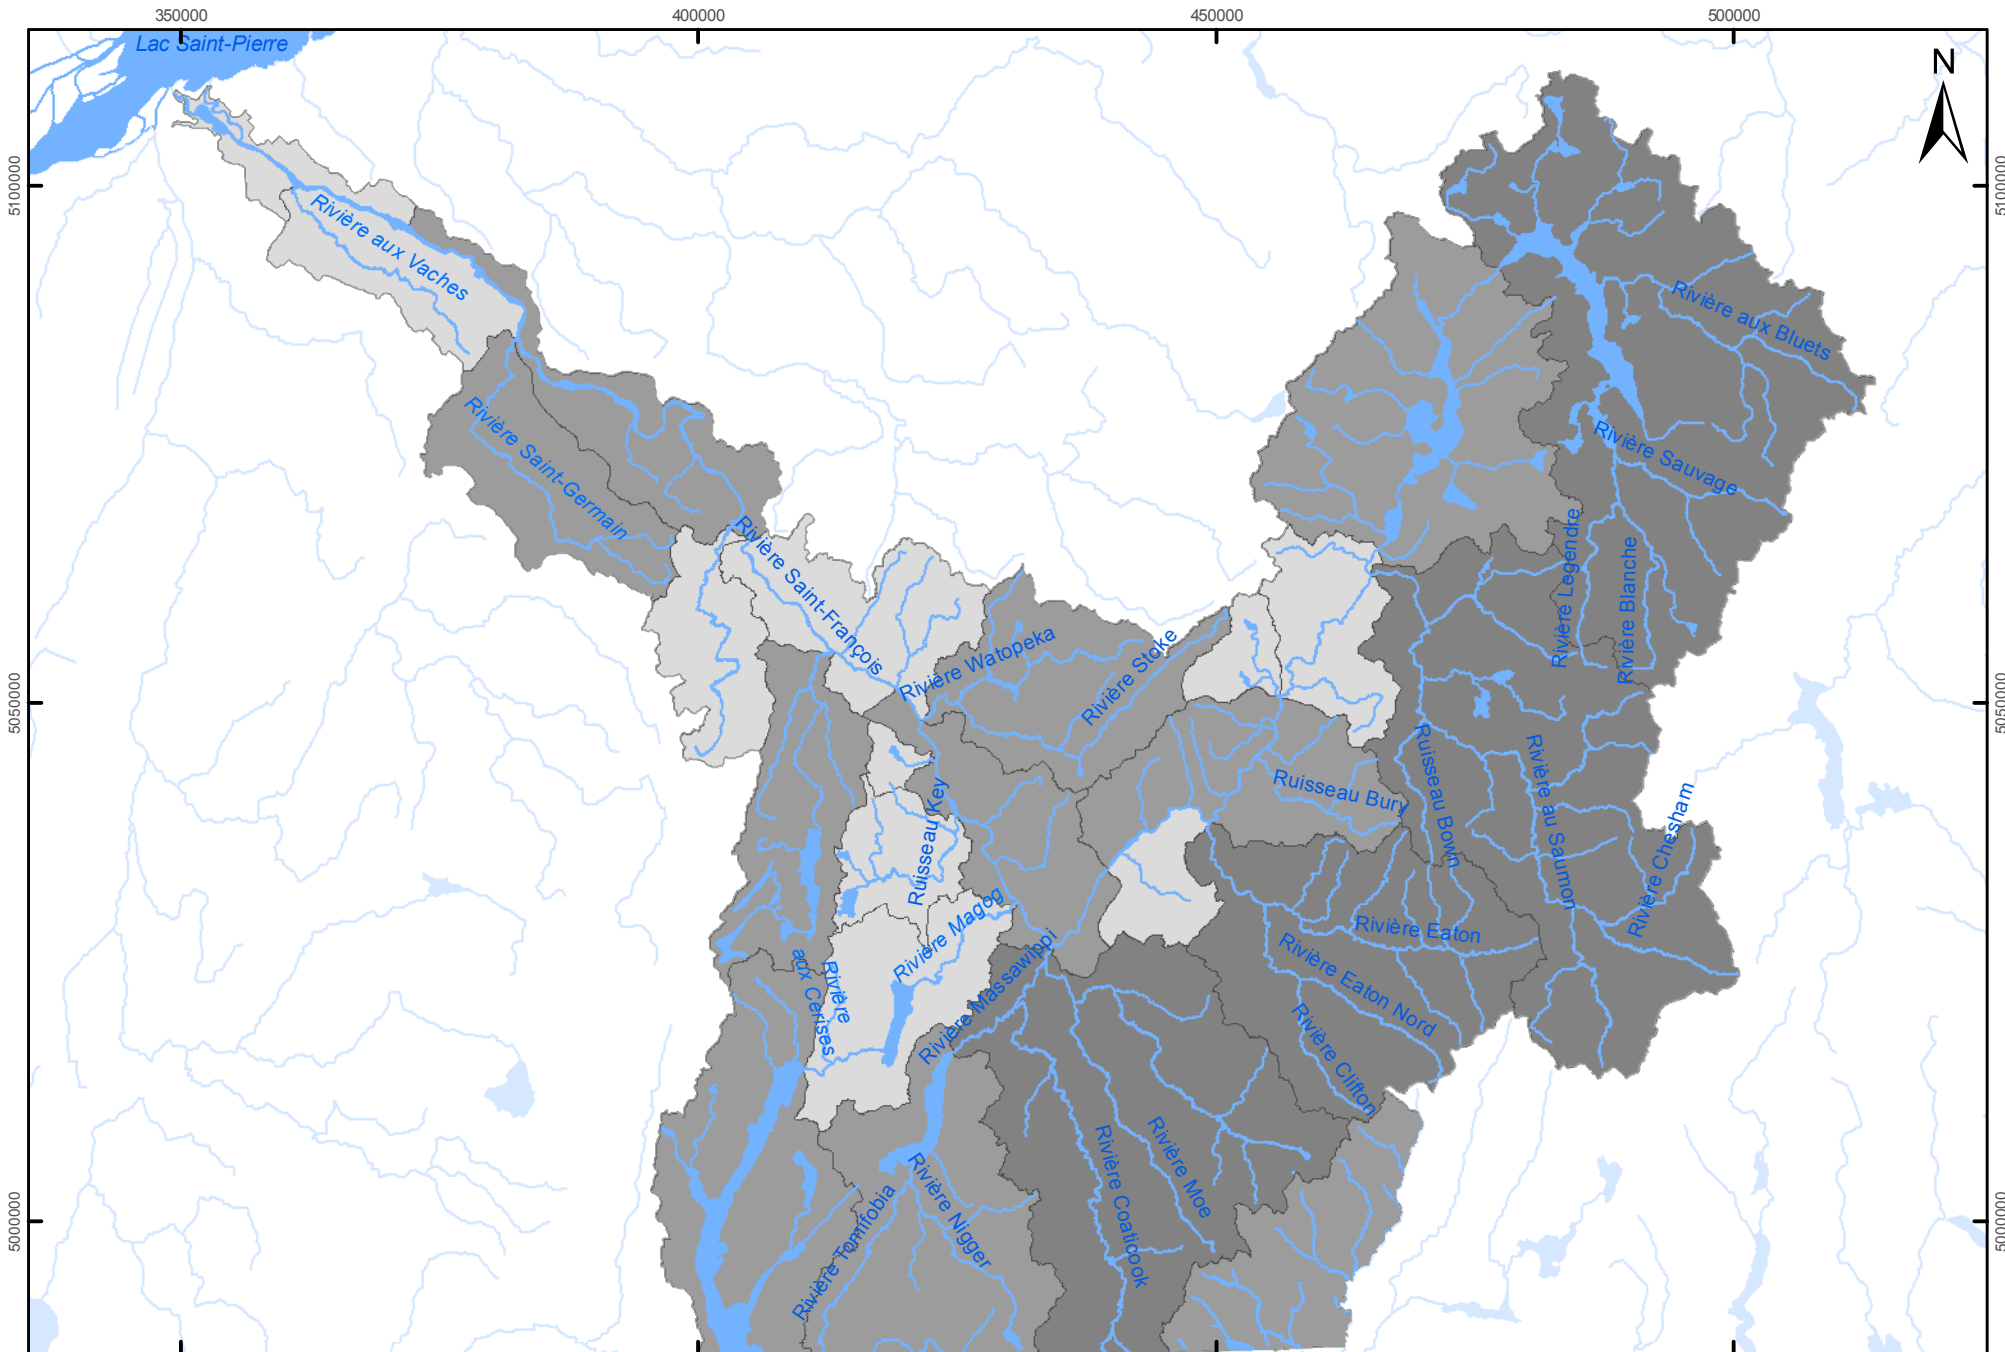 350000
400000
450000
500000
Lac Saint-Pierre
N
5100000
5100000
Rivière aux Vaches
Rivière aux Bluets
Rivière Saint-Germain
Rivière Sauvage
Rivière Saint-François
Rivière Legendre
Rivière Blanche
Rivière Watopeka
Rivière Stoke
5050000
5050000
Ruisseau Bury
Ruisseau Bown
Rivière au Saumon
Rivière Chesham
Ruisseau Key
Rivière Magog
Rivière Eaton
Rivière
aux Cerises
Rivière Massawippi
Rivière Eaton Nord
Rivière Clifton
Rivière Coaticook
Rivière Moe
Rivière Tomifobia
Rivière Nigger
5000000
5000000